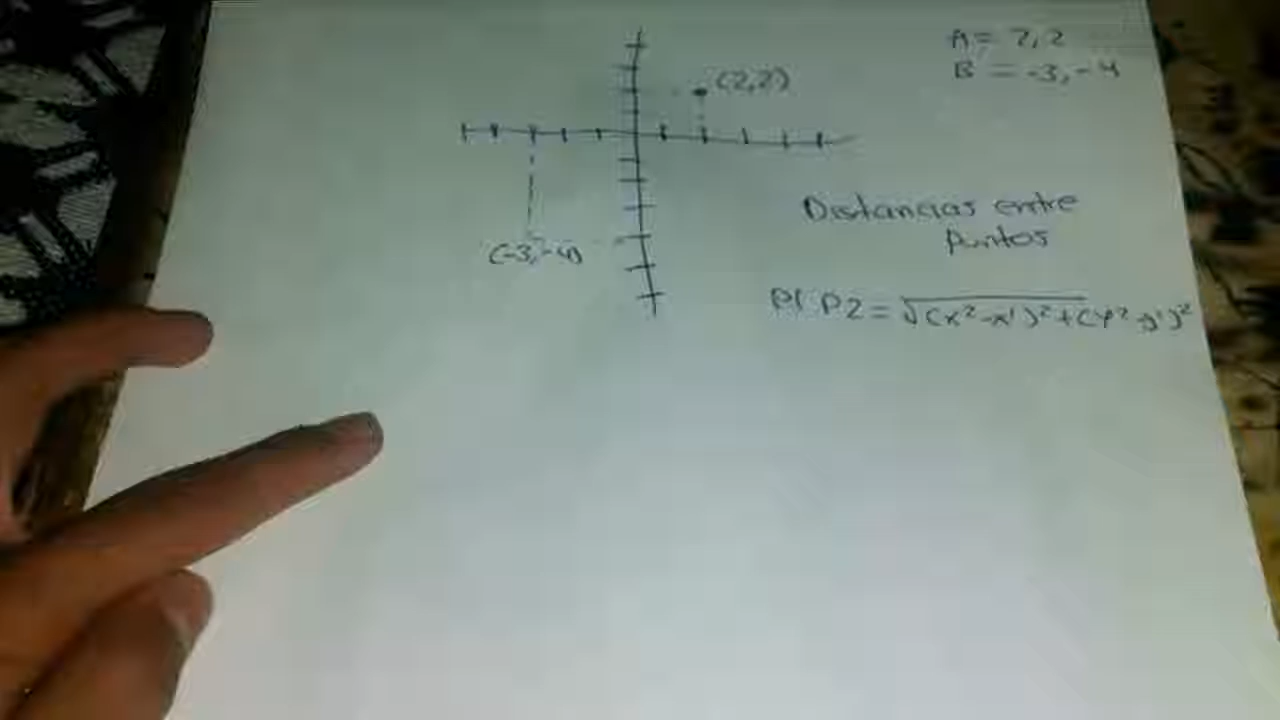 A = 2,2
B = -3,-4
(2,2)
(-3,-4)
Distancias entre
puntos
P1 P2 = √(x²-x¹)²+(y²-y¹)²